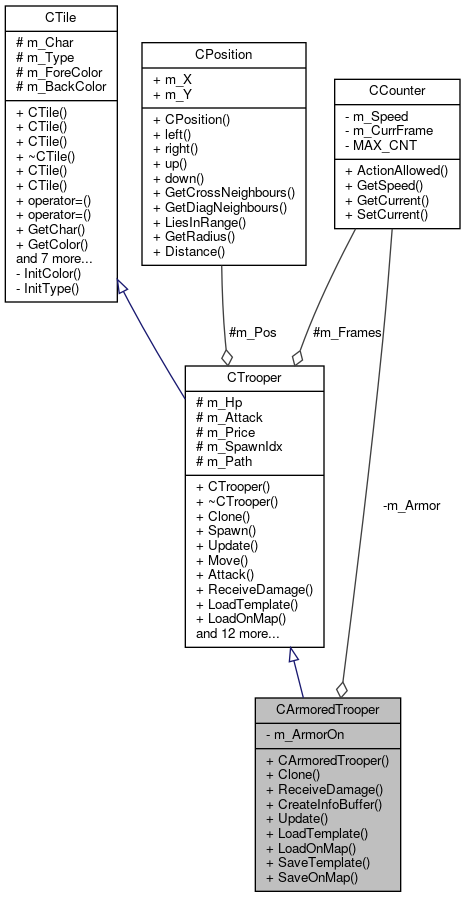 CTile
# m_Char
# m_Type
# m_ForeColor
# m_BackColor
+ CTile()
+ CTile()
+ CTile()
+ ~CTile()
+ CTile()
+ CTile()
+ operator=()
+ operator=()
+ GetChar()
+ GetColor()
and 7 more...
- InitColor()
- InitType()
CPosition
+ m_X
+ m_Y
+ CPosition()
+ left()
+ right()
+ up()
+ down()
+ GetCrossNeighbours()
+ GetDiagNeighbours()
+ LiesInRange()
+ GetRadius()
+ Distance()
CCounter
- m_Speed
- m_CurrFrame
- MAX_CNT
+ ActionAllowed()
+ GetSpeed()
+ GetCurrent()
+ SetCurrent()
#m_Pos
#m_Frames
CTrooper
# m_Hp
# m_Attack
# m_Price
# m_SpawnIdx
# m_Path
+ CTrooper()
+ ~CTrooper()
+ Clone()
+ Spawn()
+ Update()
+ Move()
+ Attack()
+ ReceiveDamage()
+ LoadTemplate()
+ LoadOnMap()
and 12 more...
-m_Armor
CArmoredTrooper
- m_ArmorOn
+ CArmoredTrooper()
+ Clone()
+ ReceiveDamage()
+ CreateInfoBuffer()
+ Update()
+ LoadTemplate()
+ LoadOnMap()
+ SaveTemplate()
+ SaveOnMap()